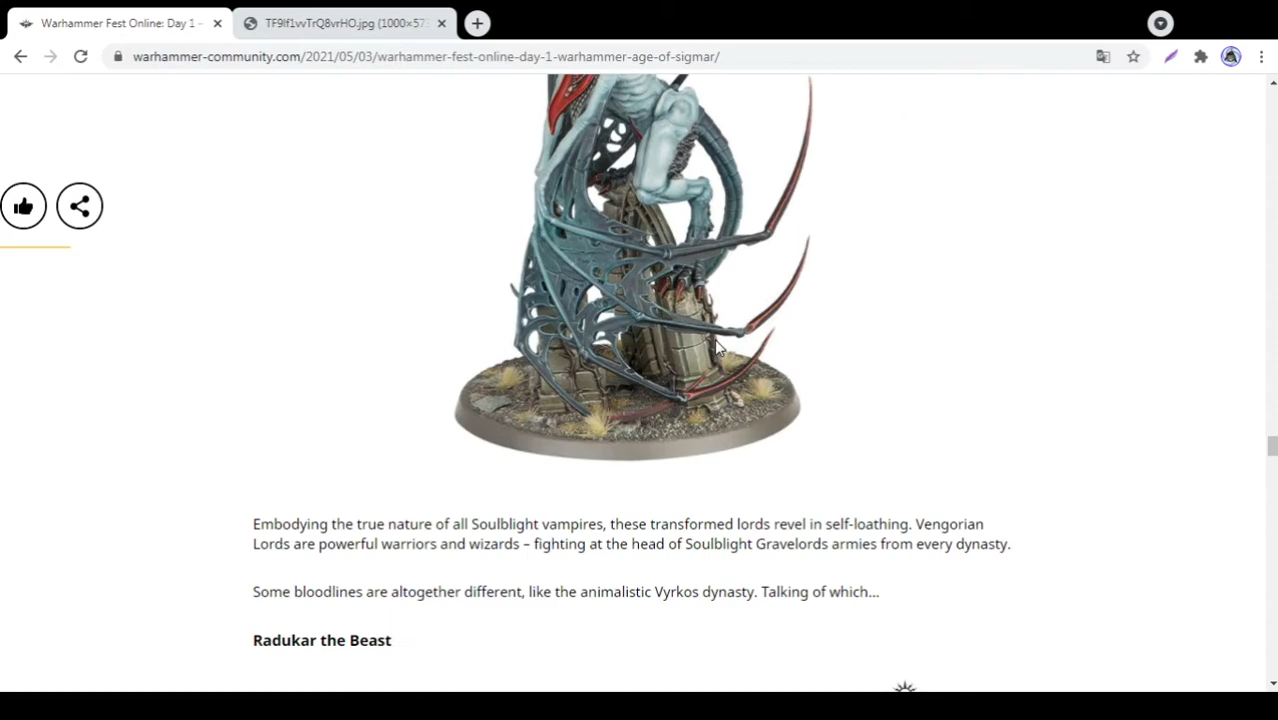 Warhammer Fest Online: Day 1 –
TF9If1vvTrQ8vrHO.jpg (1000×57
warhammer-community.com/2021/05/03/warhammer-fest-online-day-1-warhammer-age-of-sigmar/
Embodying the true nature of all Soulblight vampires, these transformed lords revel in self-loathing. Vengorian
Lords are powerful warriors and wizards – fighting at the head of Soulblight Gravelords armies from every dynasty.
Some bloodlines are altogether different, like the animalistic Vyrkos dynasty. Talking of which…
Radukar the Beast